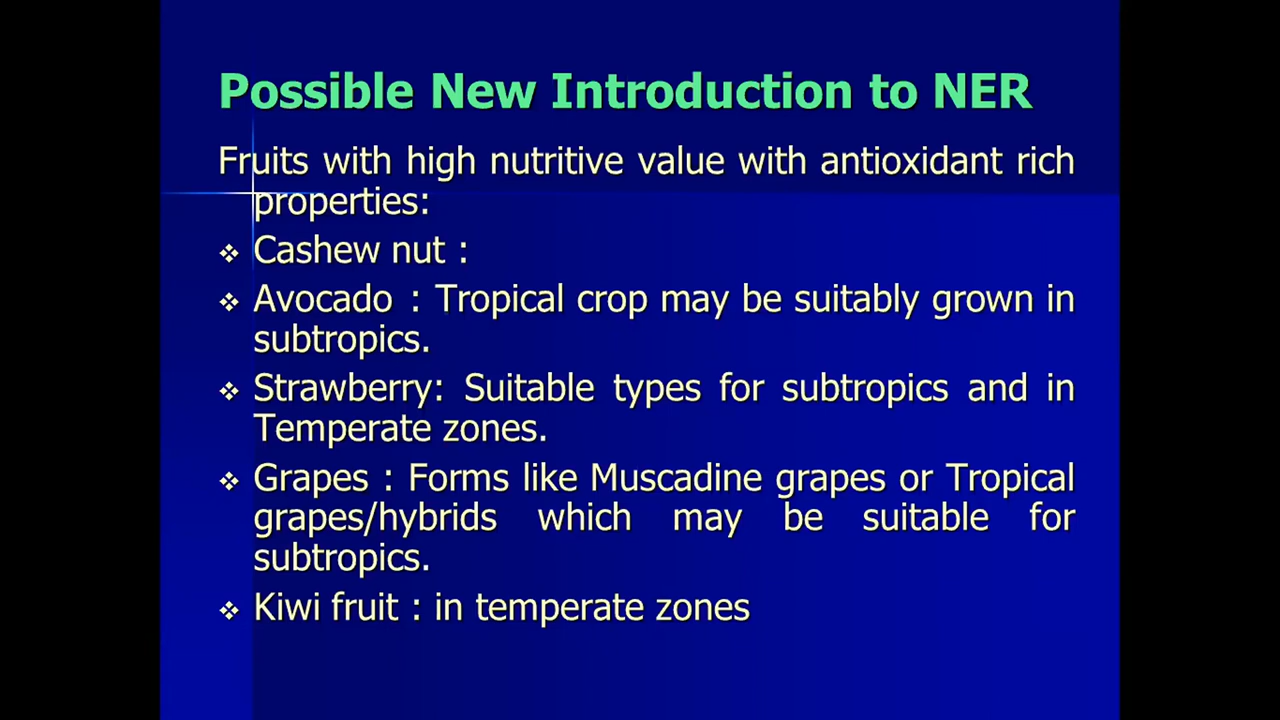 Possible New Introduction to NER
Fruits with high nutritive value with antioxidant rich
properties:
❖ Cashew nut :
❖ Avocado : Tropical crop may be suitably grown in
subtropics.
❖ Strawberry: Suitable types for subtropics and in
Temperate zones.
❖ Grapes : Forms like Muscadine grapes or Tropical
grapes/hybrids which may be suitable for
subtropics.
❖ Kiwi fruit : in temperate zones